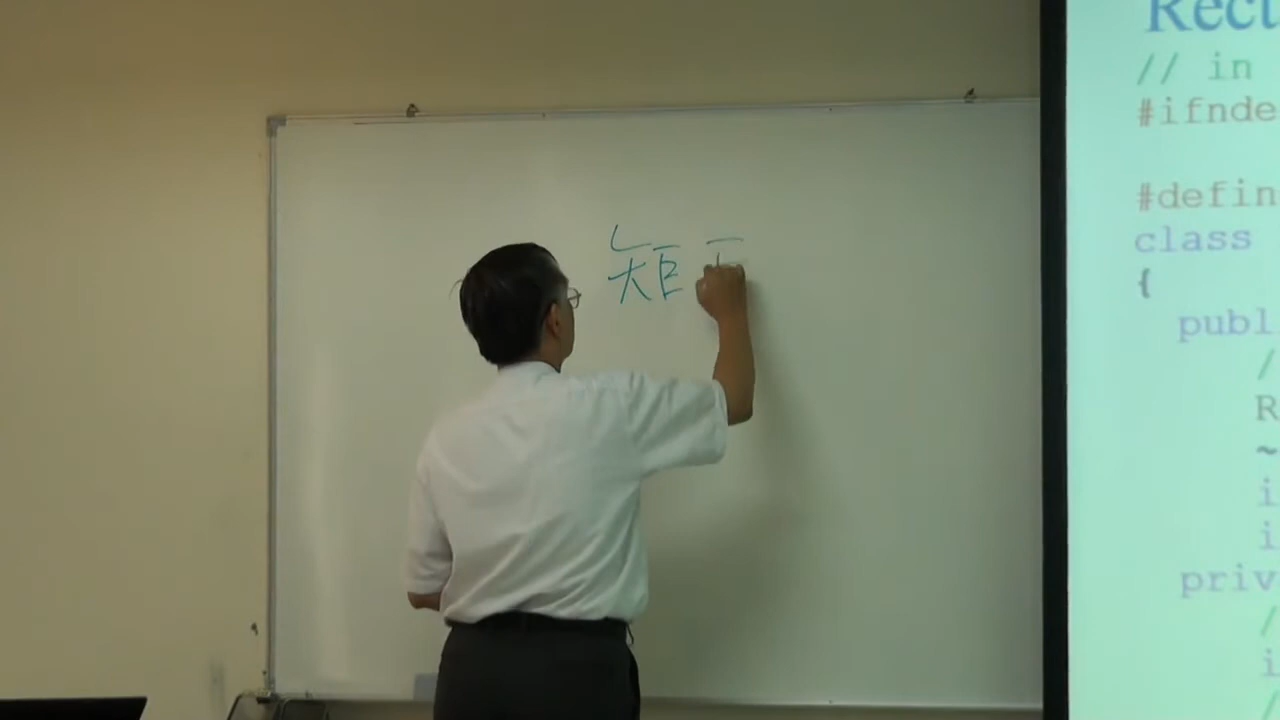 矩
Rect
// in
#ifnde
#defin
class
{
publ
/
R
~
i
i
priv
/
i
/